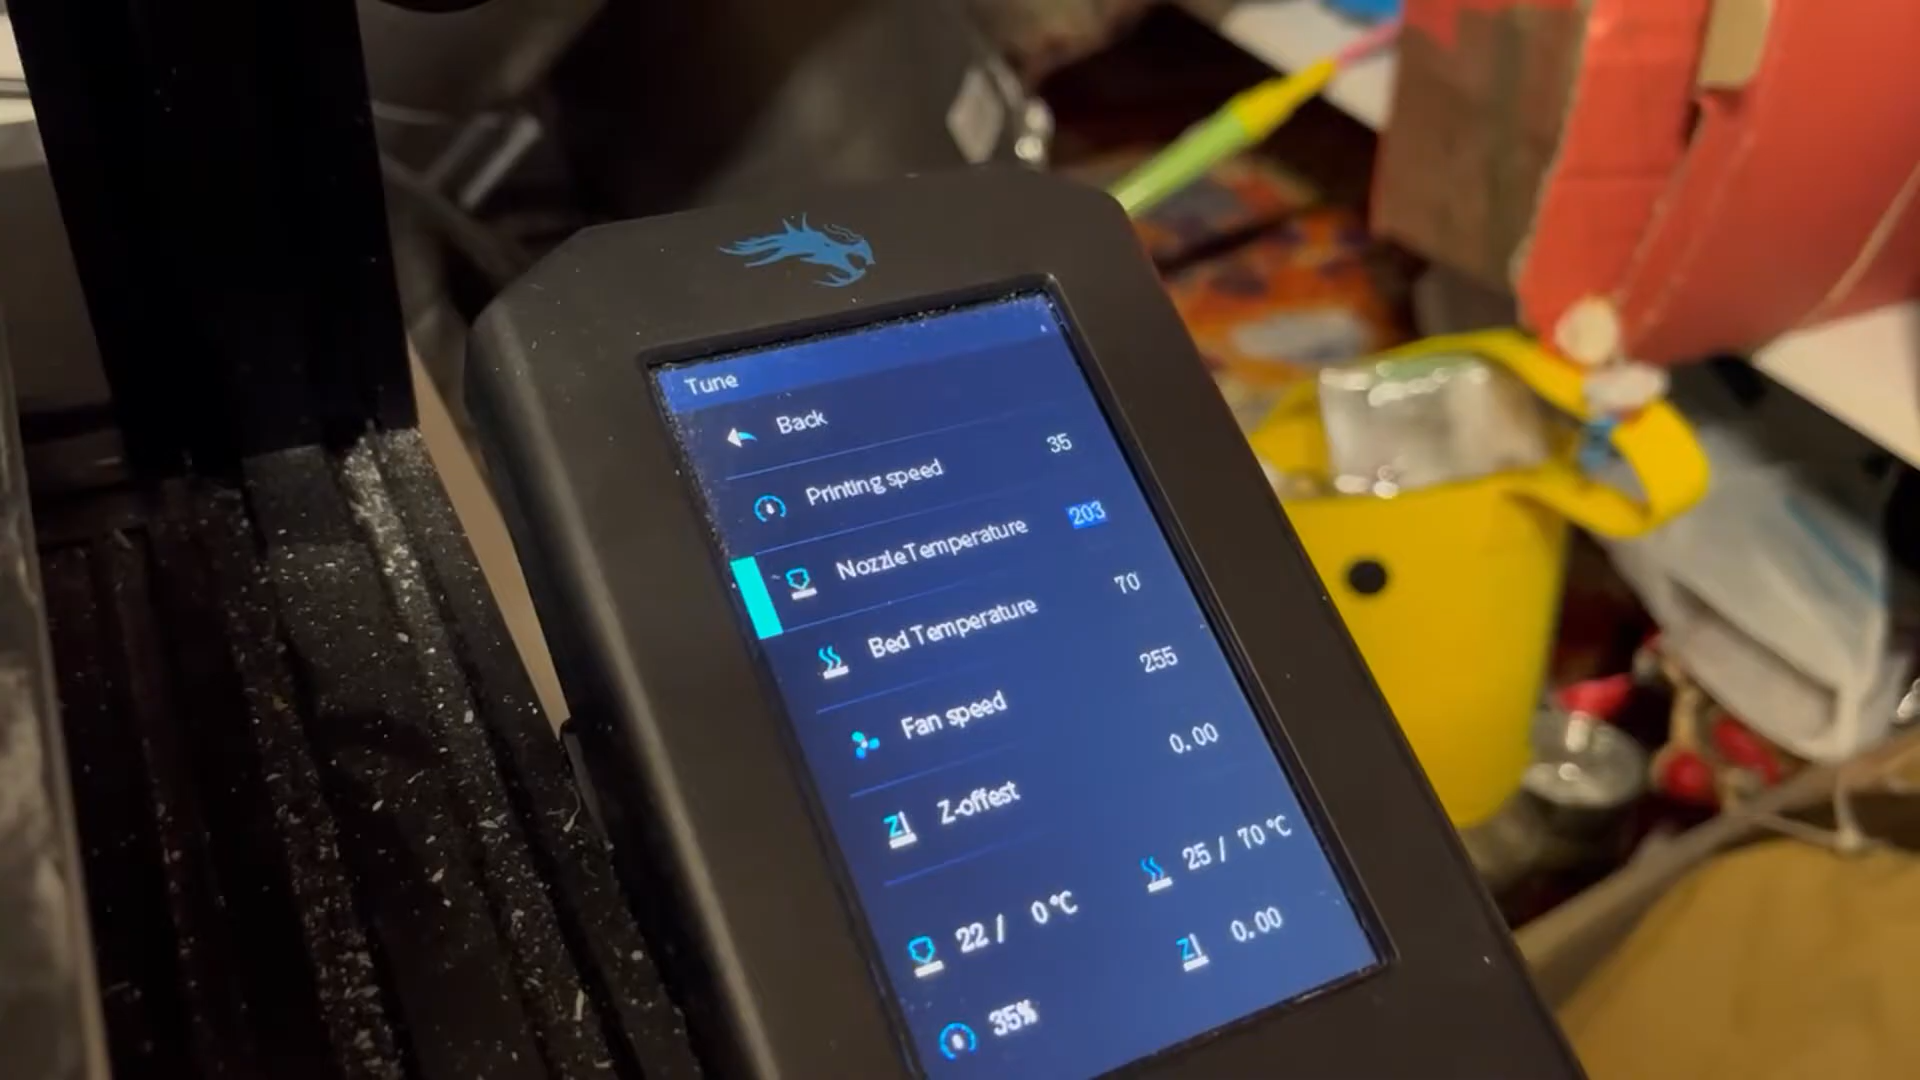 Tune
Back
Printing speed 35
Nozzle Temperature 203
Bed Temperature 70
Fan speed 255
Z-offest 0.00
22 / 0℃ 25 / 70℃
35% 0.00